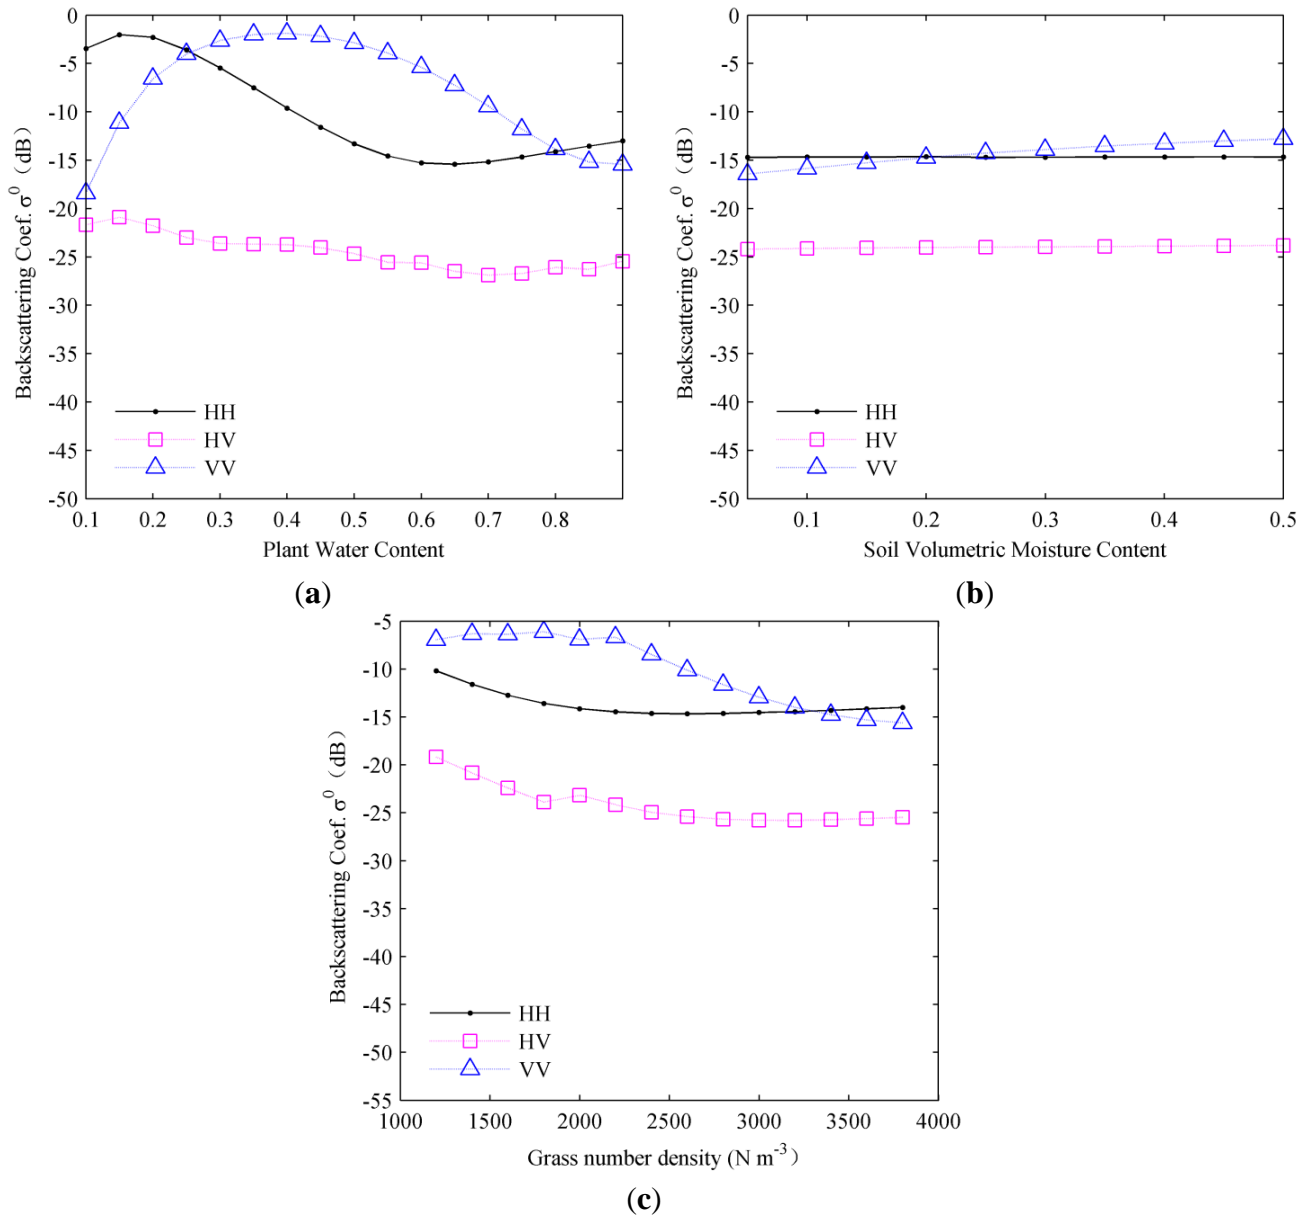 0
-5
-10
-15
-20
-25
-30
-35
-40
-45
-50
Backscattering Coef. σ⁰（dB）
HH
HV
VV
0.1 0.2 0.3 0.4 0.5 0.6 0.7 0.8
Plant Water Content
(a)
0
-5
-10
-15
-20
-25
-30
-35
-40
-45
-50
Backscattering Coef. σ⁰（dB）
HH
HV
VV
0.1 0.2 0.3 0.4 0.5
Soil Volumetric Moisture Content
(b)
-5
-10
-15
-20
-25
-30
-35
-40
-45
-50
-55
Backscattering Coef. σ⁰（dB）
HH
HV
VV
1000 1500 2000 2500 3000 3500 4000
Grass number density (N m⁻³）
(c)